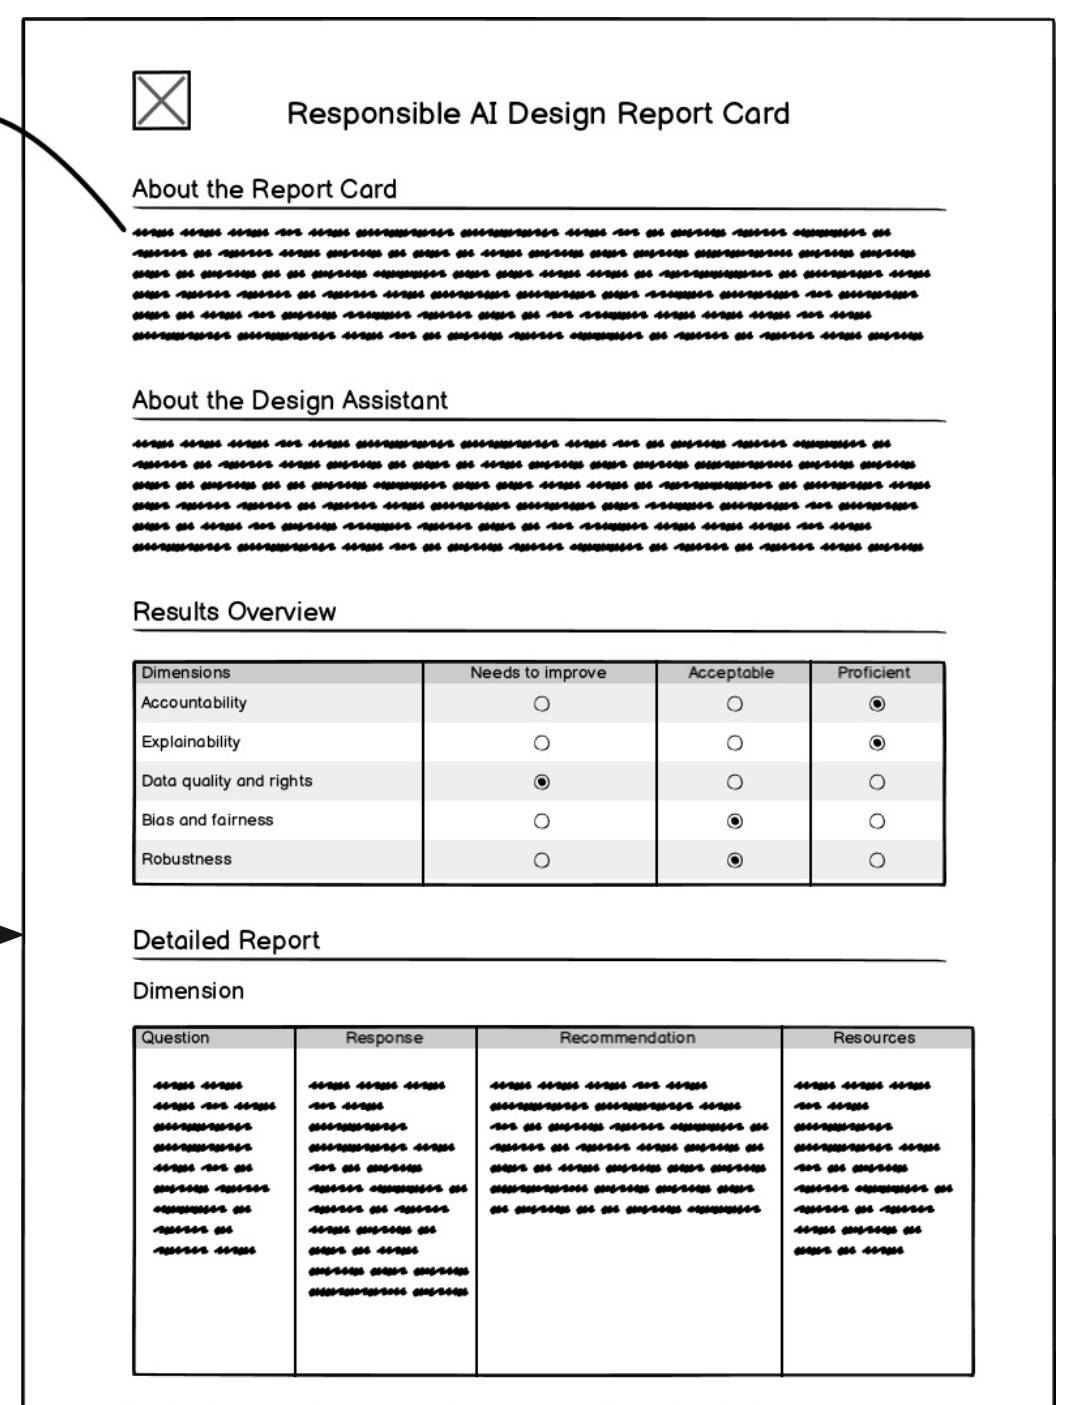 Responsible AI Design Report Card
About the Report Card
About the Design Assistant
Results Overview
Dimensions Needs to improve Acceptable Proficient
Accountability
Explainability
Data quality and rights
Bias and fairness
Robustness
Detailed Report
Dimension
Question Response Recommendation Resources